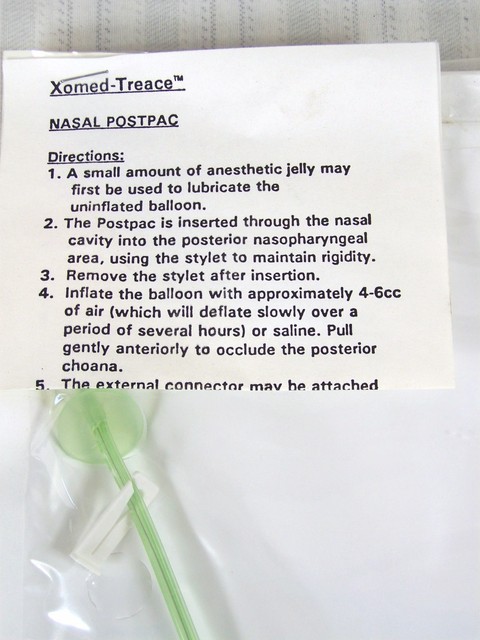 Xomed-Treace™
NASAL POSTPAC
Directions:
1. A small amount of anesthetic jelly may
first be used to lubricate the
uninflated balloon.
2. The Postpac is inserted through the nasal
cavity into the posterior nasopharyngeal
area, using the stylet to maintain rigidity.
3. Remove the stylet after insertion.
4. Inflate the balloon with approximately 4-6cc
of air (which will deflate slowly over a
period of several hours) or saline. Pull
gently anteriorly to occlude the posterior
choana.
5. The external connector may be attached